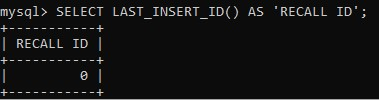 mysql> SELECT LAST_INSERT_ID() AS 'RECALL ID';
+-----------+
| RECALL ID |
+-----------+
|         0 |
+-----------+